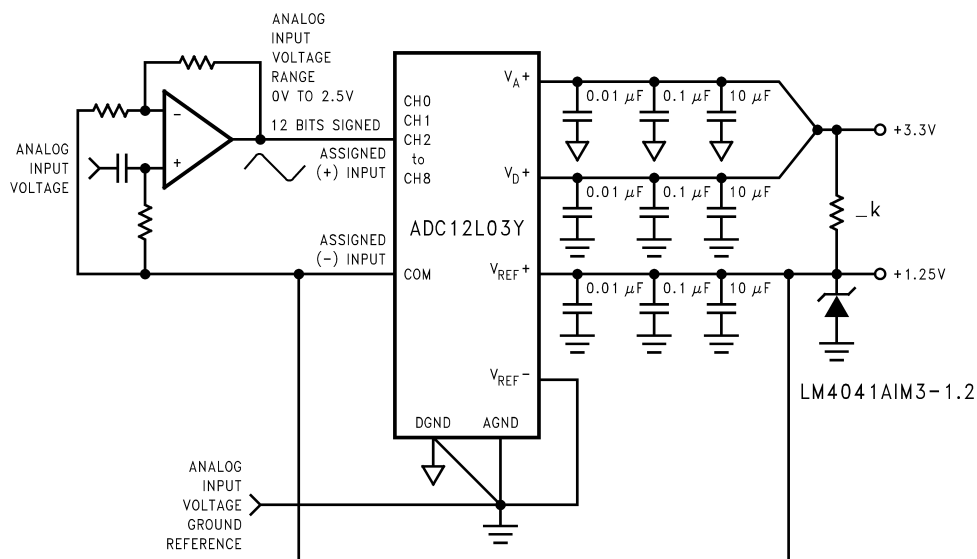 ANALOG
INPUT
VOLTAGE
RANGE
0V TO 2.5V
12 BITS SIGNED
ASSIGNED
(+) INPUT
ANALOG
INPUT
VOLTAGE
-
+
ASSIGNED
(-) INPUT
CH0
CH1
CH2
to
CH8
ADC12L03Y
COM
VA+
VD+
VREF+
VREF-
DGND
AGND
0.01 μF 0.1 μF 10 μF
0.01 μF 0.1 μF 10 μF
0.01 μF 0.1 μF 10 μF
+3.3V
_k
+1.25V
LM4041AIM3-1.2
ANALOG
INPUT
VOLTAGE
GROUND
REFERENCE